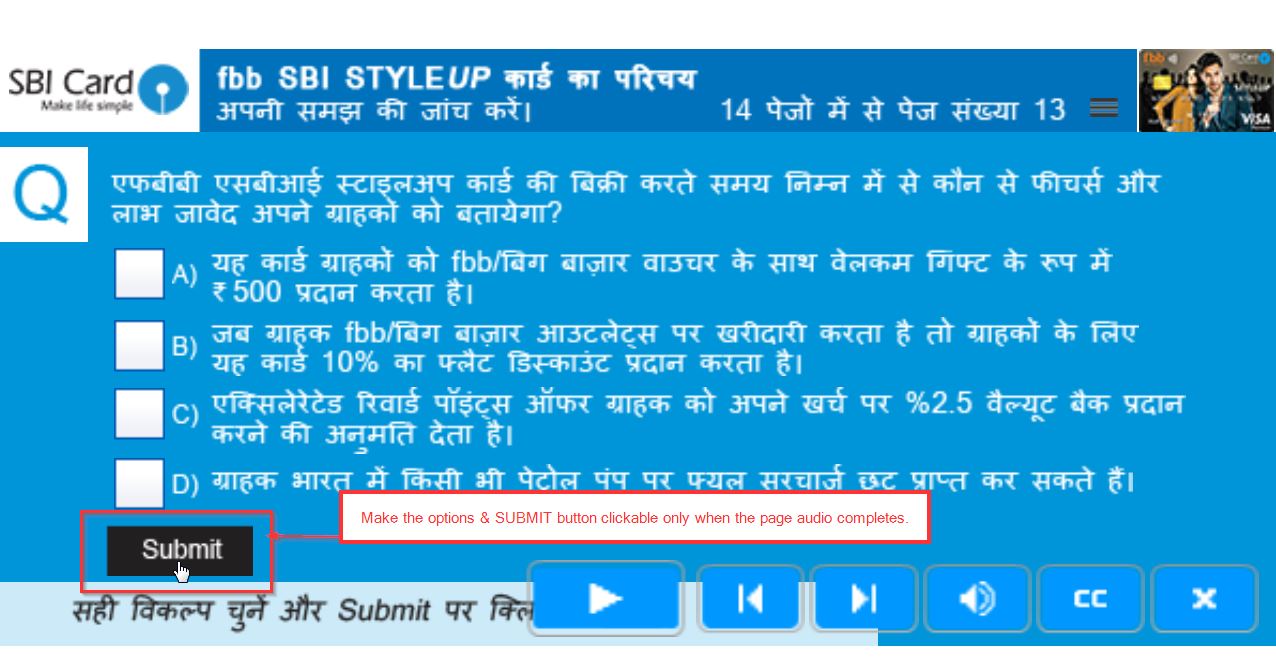 SBI Card
Make life simple
fbb SBI STYLEUP कार्ड का परिचय
अपनी समझ की जांच करें।
14 पेजों में से पेज संख्या 13
fbb
SBI Card
VISA
Q
एफबीबी एसबीआई स्टाइलअप कार्ड की बिक्री करते समय निम्न में से कौन से फीचर्स और
लाभ जावेद अपने ग्राहकों को बतायेगा?
A) यह कार्ड ग्राहकों को fbb/बिग बाज़ार वाउचर के साथ वेलकम गिफ्ट के रूप में
₹ 500 प्रदान करता है।
B) जब ग्राहक fbb/बिग बाज़ार आउटलेट्स पर खरीदारी करता है तो ग्राहकों के लिए
यह कार्ड 10% का फ्लैट डिस्काउंट प्रदान करता है।
C) एक्सिलेरेटेड रिवार्ड पॉइंट्स ऑफर ग्राहक को अपने खर्च पर %2.5 वैल्यूट बैक प्रदान
करने की अनुमति देता है।
D) ग्राहक भारत में किसी भी पेटोल पंप पर फ्यल सरचार्ज छट प्राप्त कर सकते हैं।
Make the options & SUBMIT button clickable only when the page audio completes.
Submit
सही विकल्प चुनें और Submit पर क्लि
CC